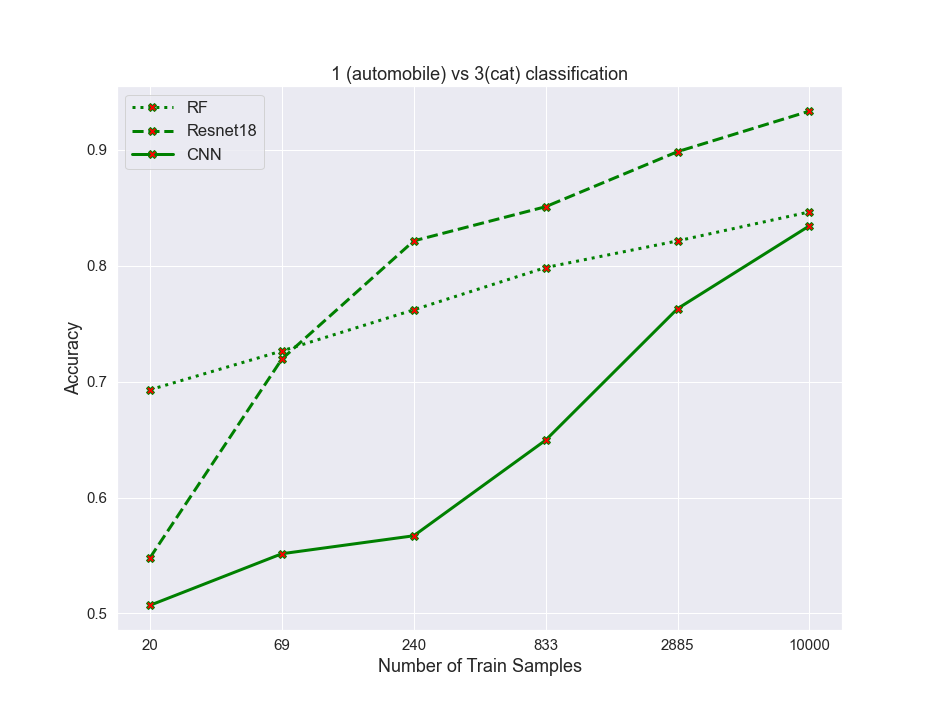 1 (automobile) vs 3(cat) classification
RF
Resnet18
CNN
Accuracy
0.9
0.8
0.7
0.6
0.5
20 69 240 833 2885 10000
Number of Train Samples